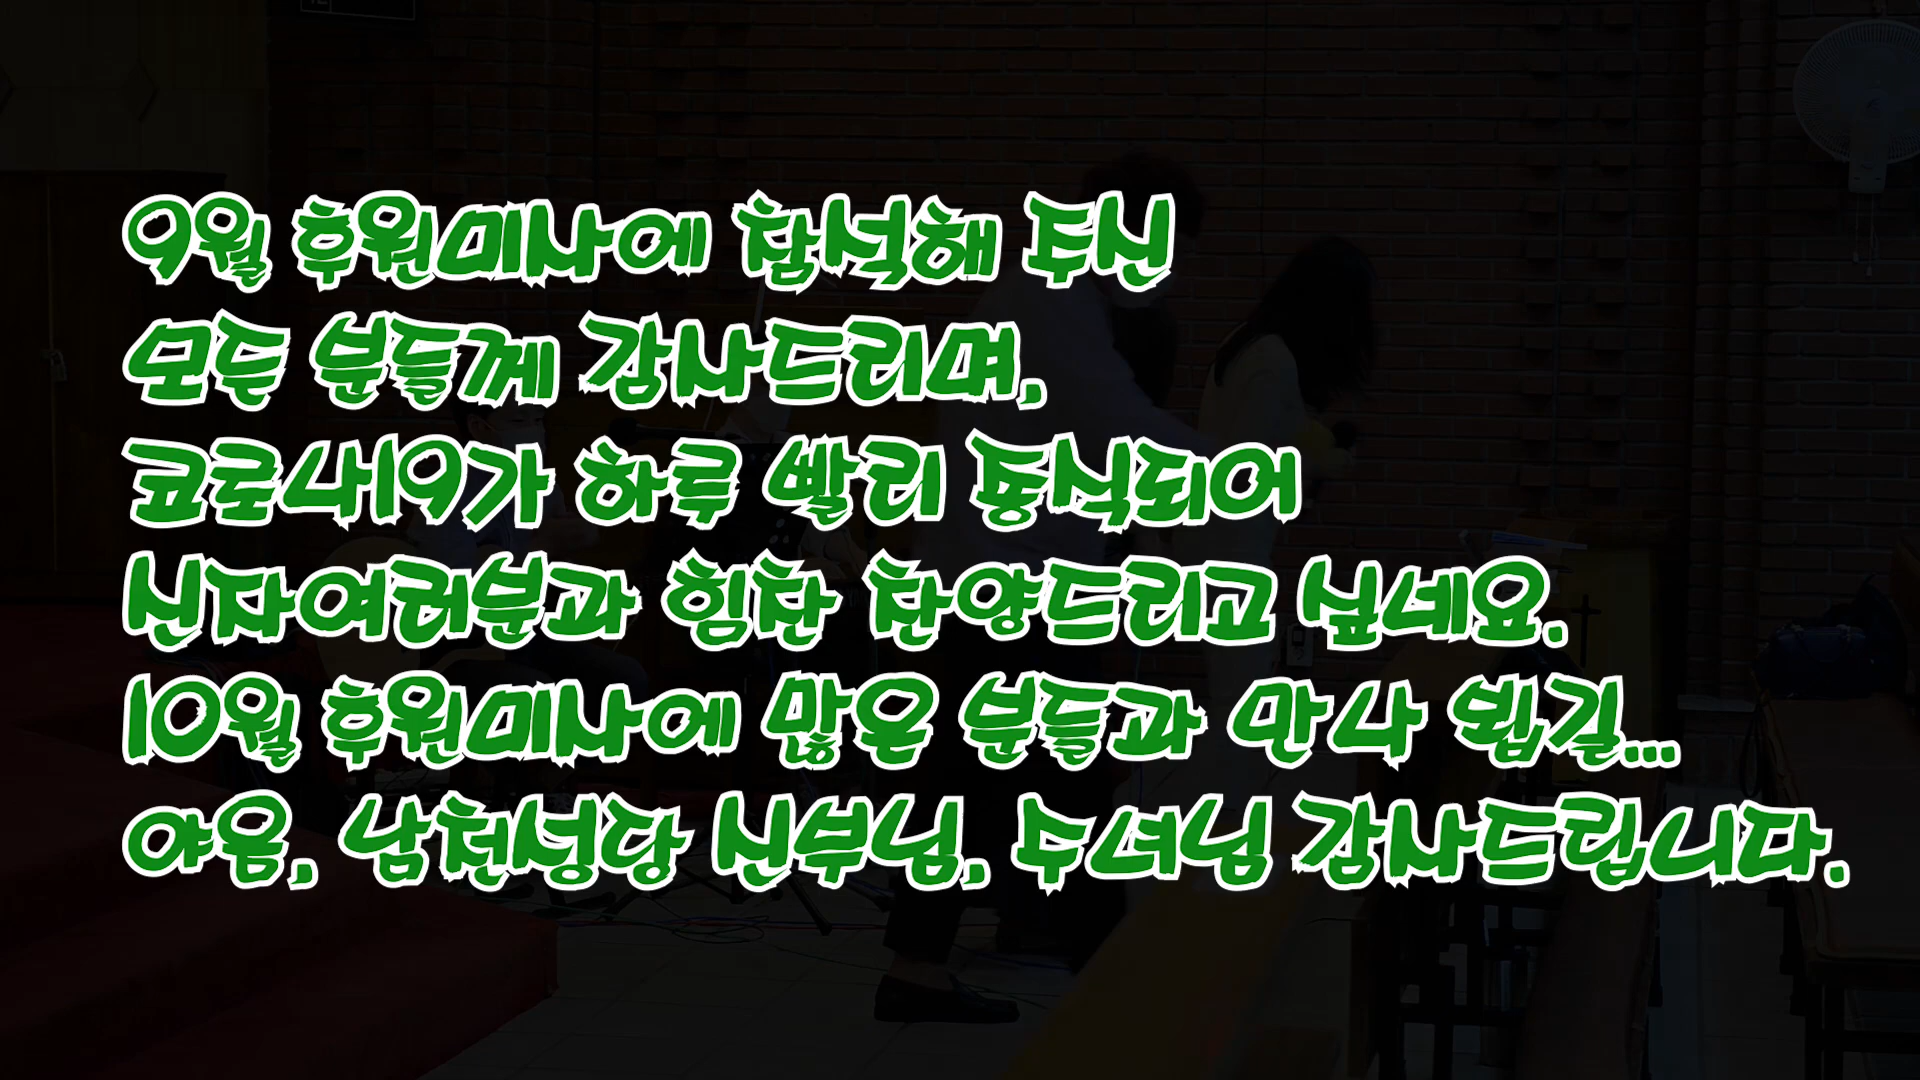 9월 후원미사에 참석해 주신
모든 분들께 감사드리며,
코로나19가 하루 빨리 종식되어
신자여러분과 힘찬 찬양드리고 싶네요.
10월 후원미사에 많은 분들과 만나 뵙길...
야음, 남천성당 신부님, 수녀님 감사드립니다.